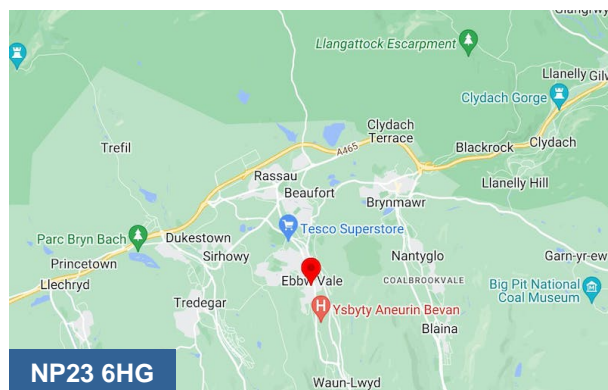 Glangrwy
Llangattock Escarpment
Llanelly
Gilw
Clydach Gorge
Clydach
Terrace
Trefil
A465
Blackrock
Clydach
Rassau
Beaufort
Llanelly Hill
Brynmawr
Tesco Superstore
Parc Bryn Bach
Dukestown
Sirhowy
Nantyglo
Garn-yr-ew
Princetown
Ebbw Vale
COALBROOKVALE
Big Pit National
Coal Museum
Llechryd
Tredegar
H
Ysbyty Aneurin Bevan
Blaina
NP23 6HG
Waun-Lwyd